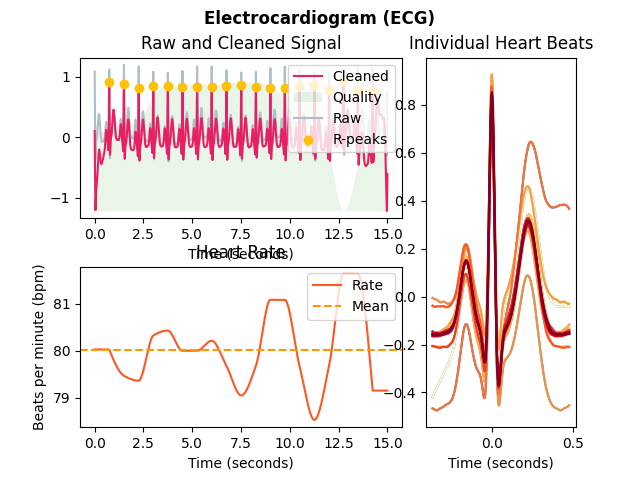 Electrocardiogram (ECG)
Raw and Cleaned Signal
Individual Heart Beats
1
0
−1
Cleaned
Quality
Raw
R-peaks
0.0 2.5 5.0 7.5 10.0 12.5 15.0
Time (seconds)
Heart Rate
81
80
79
Beats per minute (bpm)
Rate
Mean
0.0 2.5 5.0 7.5 10.0 12.5 15.0
Time (seconds)
0.8
0.6
0.4
0.2
0.0
−0.2
−0.4
0.0 0.5
Time (seconds)